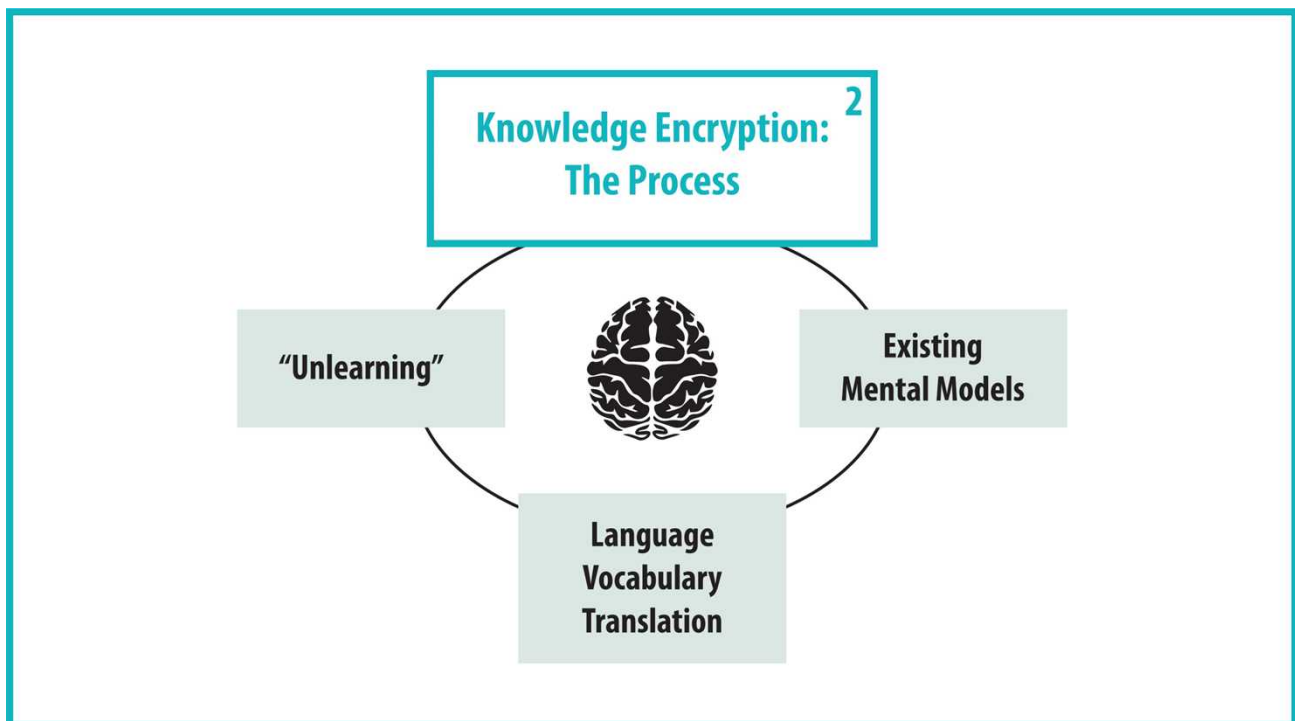 2
Knowledge Encryption:
The Process
“Unlearning”
Existing
Mental Models
Language
Vocabulary
Translation